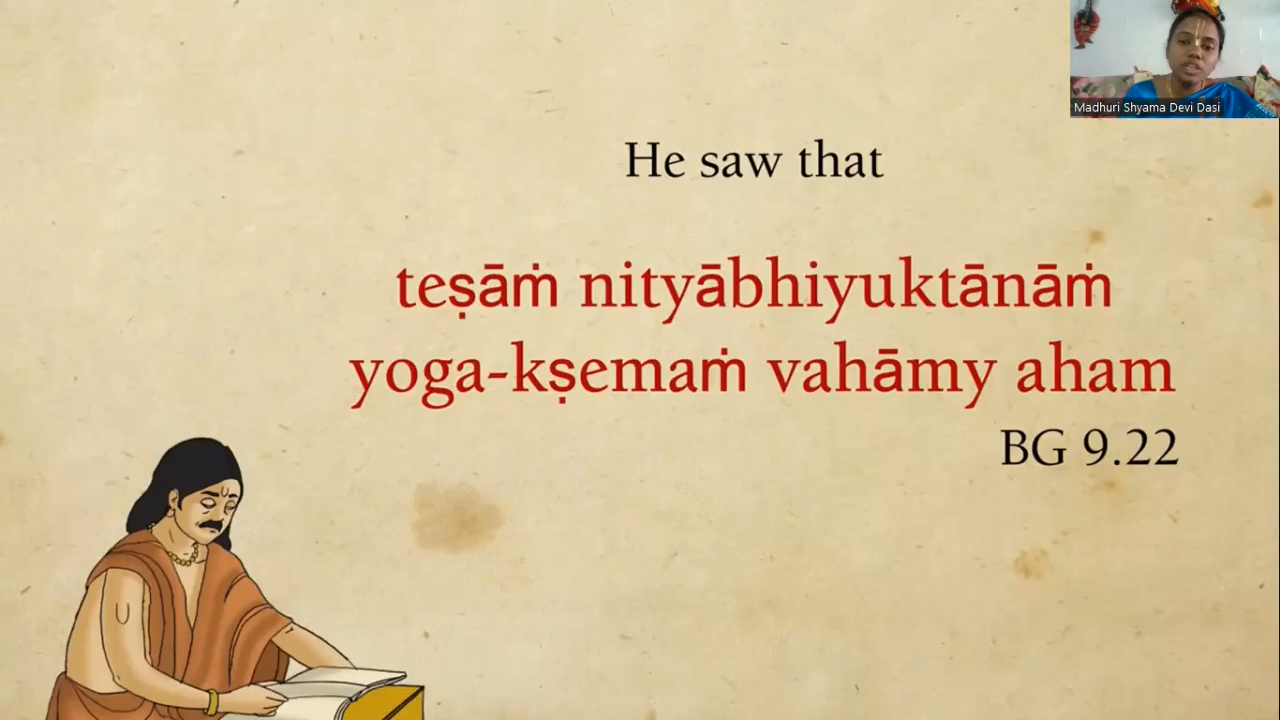 Madhuri Shyama Devi Dasi
He saw that
teṣāṁ nityābhiyuktānāṁ
yoga-kṣemaṁ vahāmy aham
BG 9.22